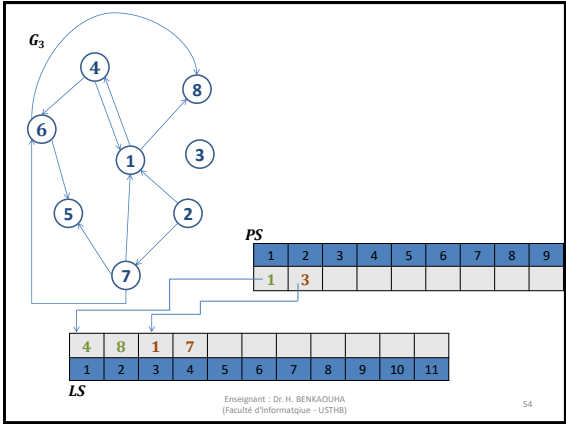 G₃
4
8
6
1
3
5
2
7
PS
1 2 3 4 5 6 7 8 9
1 3
4 8 1 7
1 2 3 4 5 6 7 8 9 10 11
LS
Enseignant : Dr. H. BENKAOUHA
(Faculté d'Informatqiue - USTHB)
54